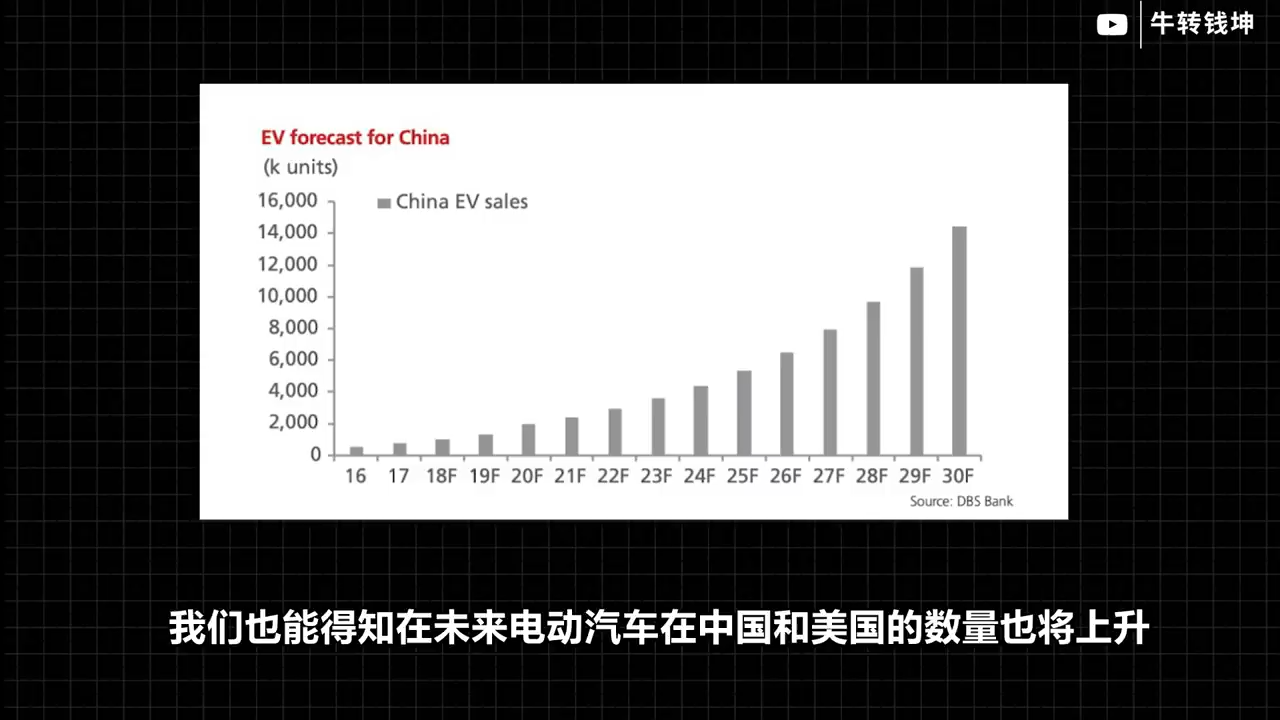 牛转钱坤
EV forecast for China
(k units)
16,000
China EV sales
14,000
12,000
10,000
8,000
6,000
4,000
2,000
0
16 17 18F 19F 20F 21F 22F 23F 24F 25F 26F 27F 28F 29F 30F
Source: DBS Bank
我们也能得知在未来电动汽车在中国和美国的数量也将上升